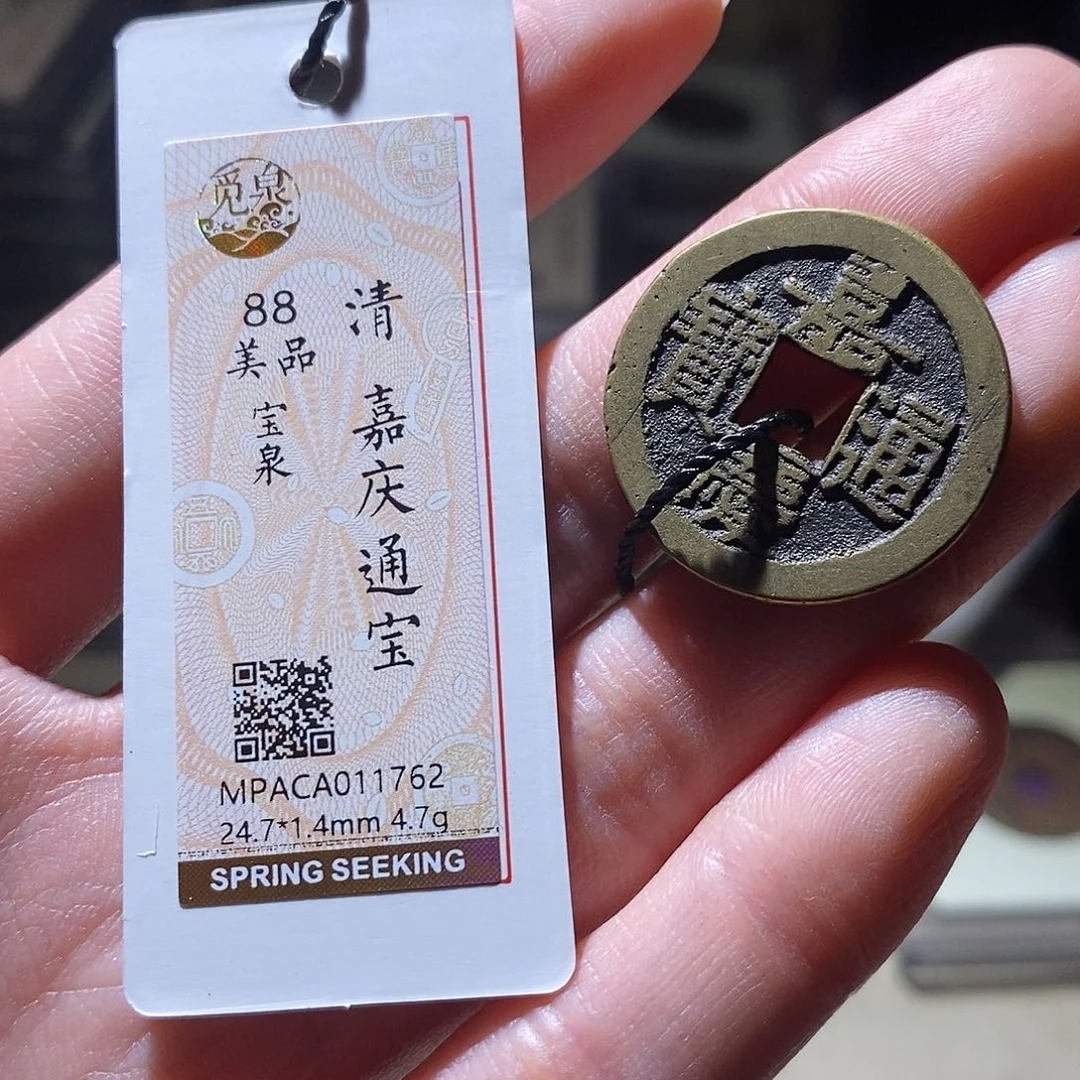 觅泉
88
美品
宝泉
清 嘉庆通宝
MPACA011762
24.7*1.4mm 4.7g
SPRING SEEKING
嘉慶通寶